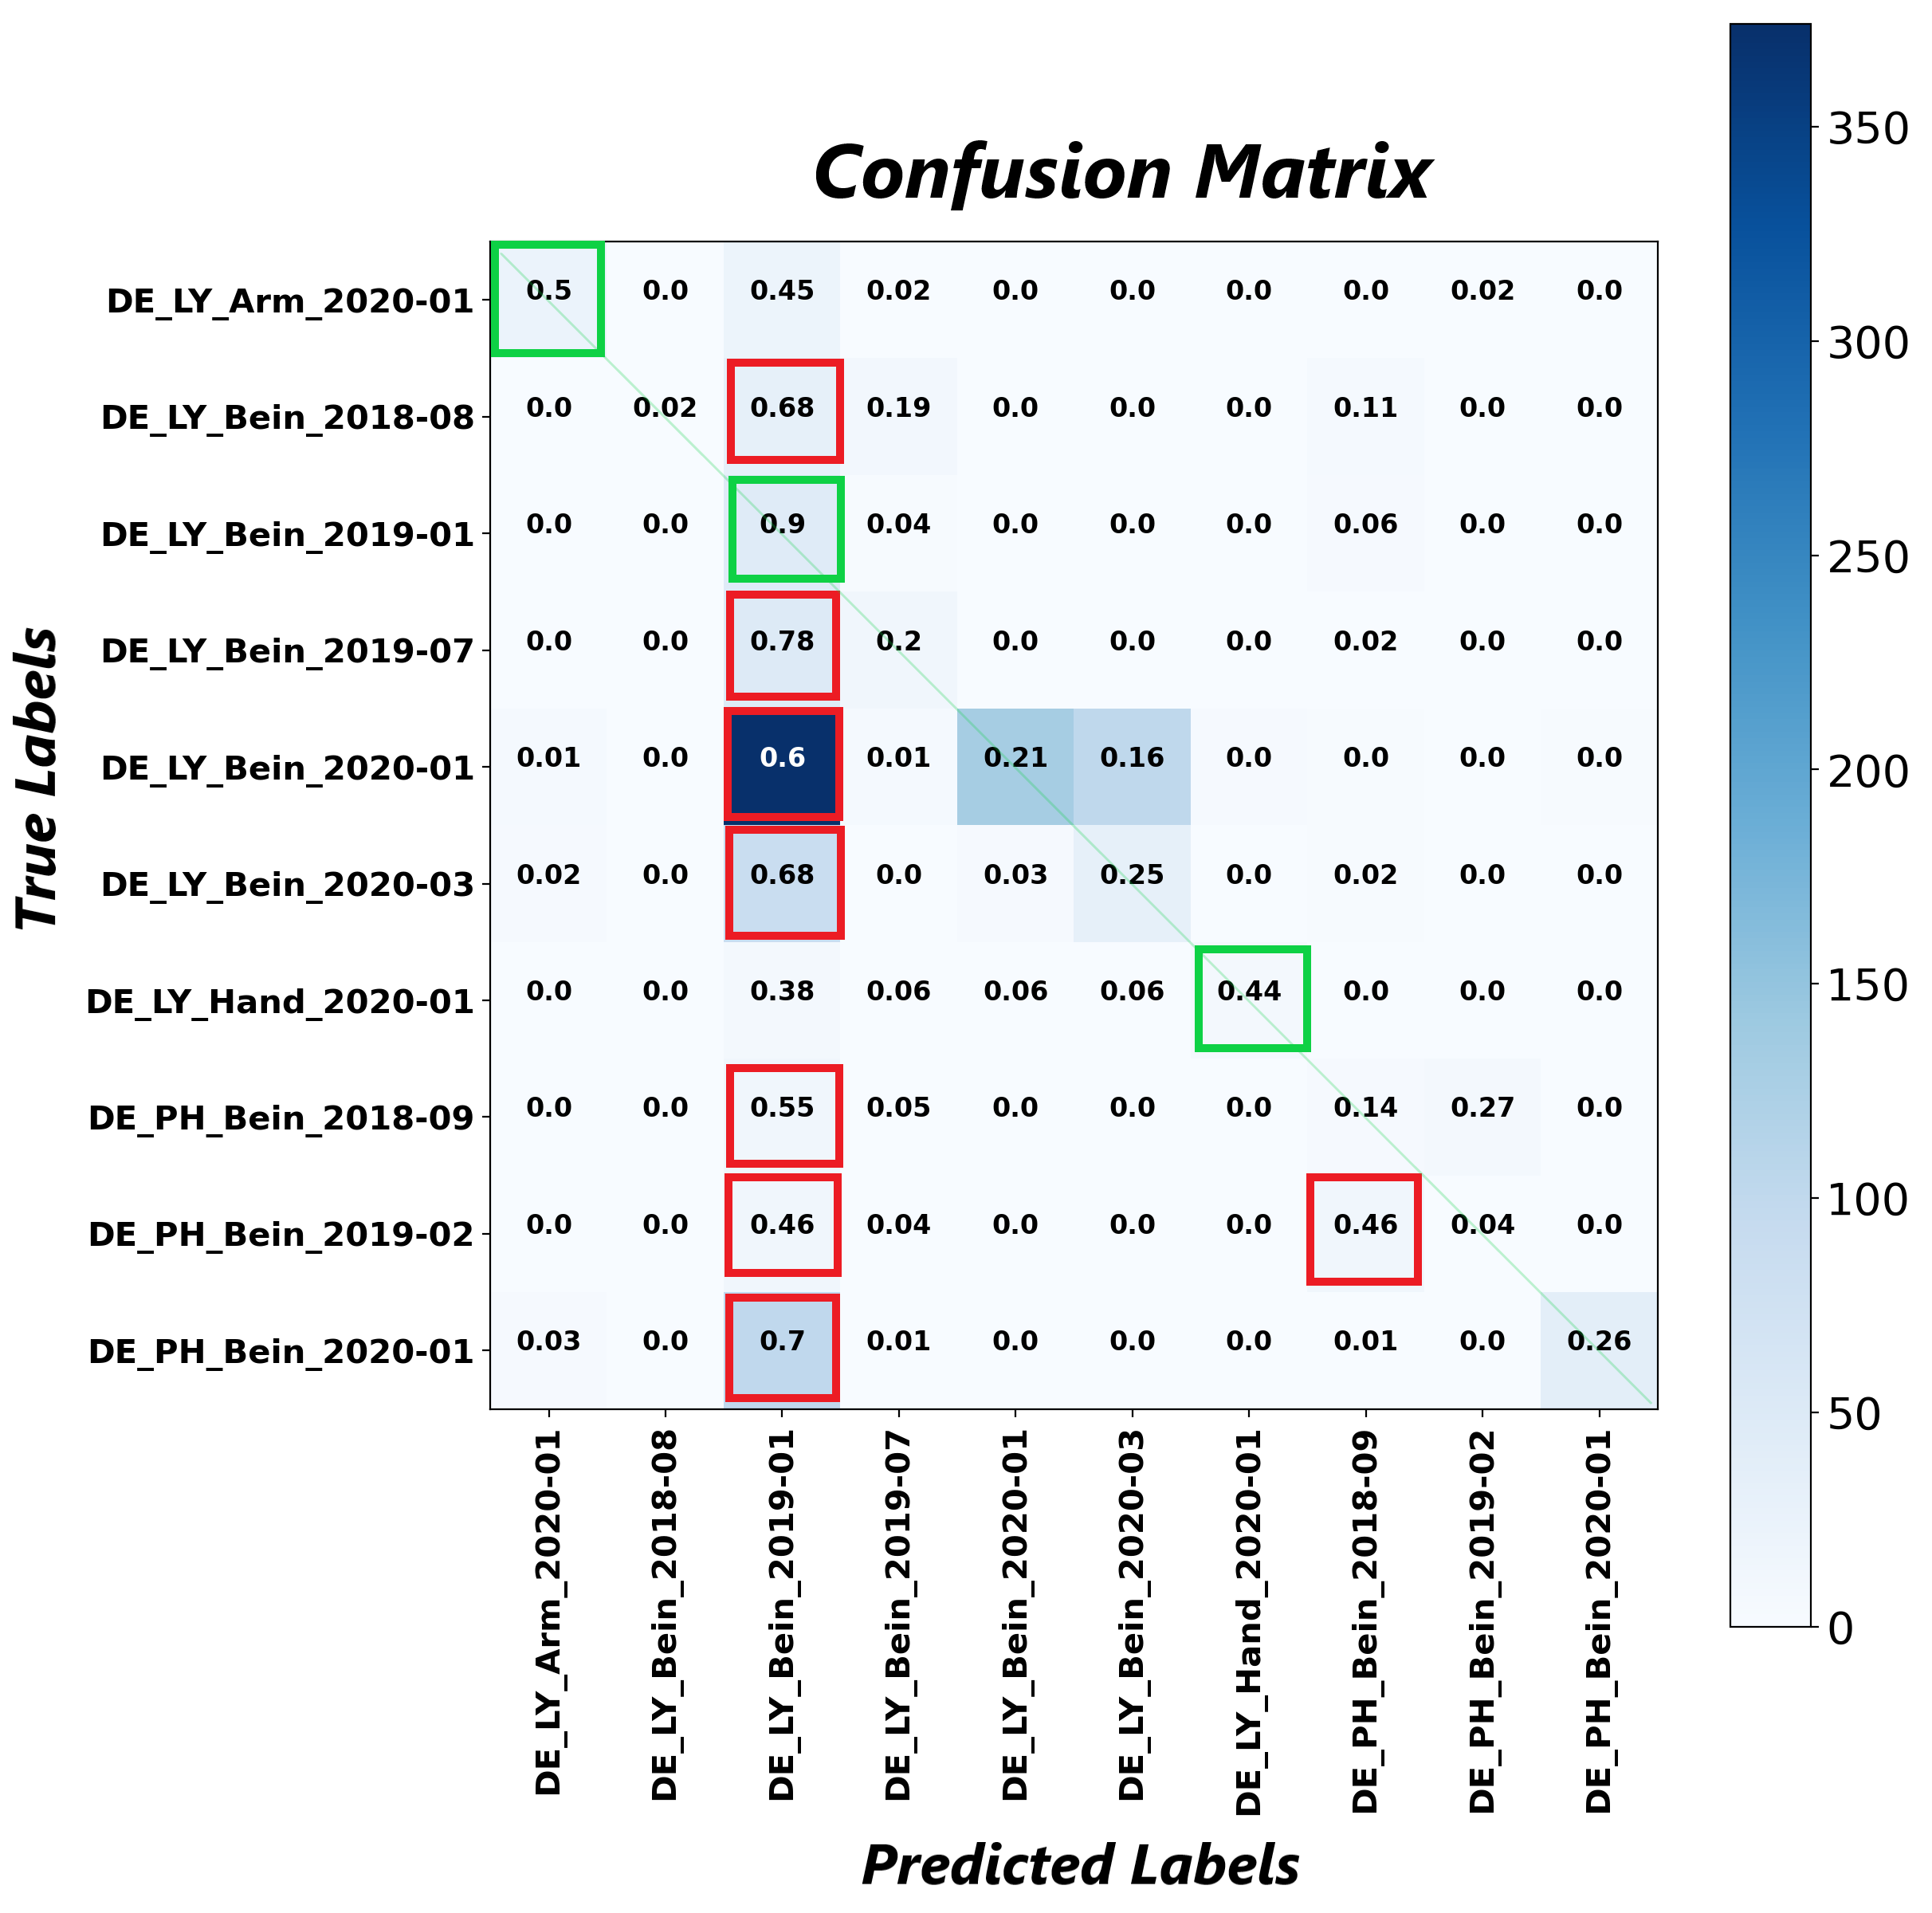 Confusion Matrix
True Labels
DE_LY_Arm_2020-01 0.5 0.0 0.45 0.02 0.0 0.0 0.0 0.0 0.02 0.0
DE_LY_Bein_2018-08 0.0 0.02 0.68 0.19 0.0 0.0 0.0 0.11 0.0 0.0
DE_LY_Bein_2019-01 0.0 0.0 0.9 0.04 0.0 0.0 0.0 0.06 0.0 0.0
DE_LY_Bein_2019-07 0.0 0.0 0.78 0.2 0.0 0.0 0.0 0.02 0.0 0.0
DE_LY_Bein_2020-01 0.01 0.0 0.6 0.01 0.21 0.16 0.0 0.0 0.0 0.0
DE_LY_Bein_2020-03 0.02 0.0 0.68 0.0 0.03 0.25 0.0 0.02 0.0 0.0
DE_LY_Hand_2020-01 0.0 0.0 0.38 0.06 0.06 0.06 0.44 0.0 0.0 0.0
DE_PH_Bein_2018-09 0.0 0.0 0.55 0.05 0.0 0.0 0.0 0.14 0.27 0.0
DE_PH_Bein_2019-02 0.0 0.0 0.46 0.04 0.0 0.0 0.0 0.46 0.04 0.0
DE_PH_Bein_2020-01 0.03 0.0 0.7 0.01 0.0 0.0 0.0 0.01 0.0 0.26
DE_LY_Arm_2020-01
DE_LY_Bein_2018-08
DE_LY_Bein_2019-01
DE_LY_Bein_2019-07
DE_LY_Bein_2020-01
DE_LY_Bein_2020-03
DE_LY_Hand_2020-01
DE_PH_Bein_2018-09
DE_PH_Bein_2019-02
DE_PH_Bein_2020-01
Predicted Labels
350
300
250
200
150
100
50
0